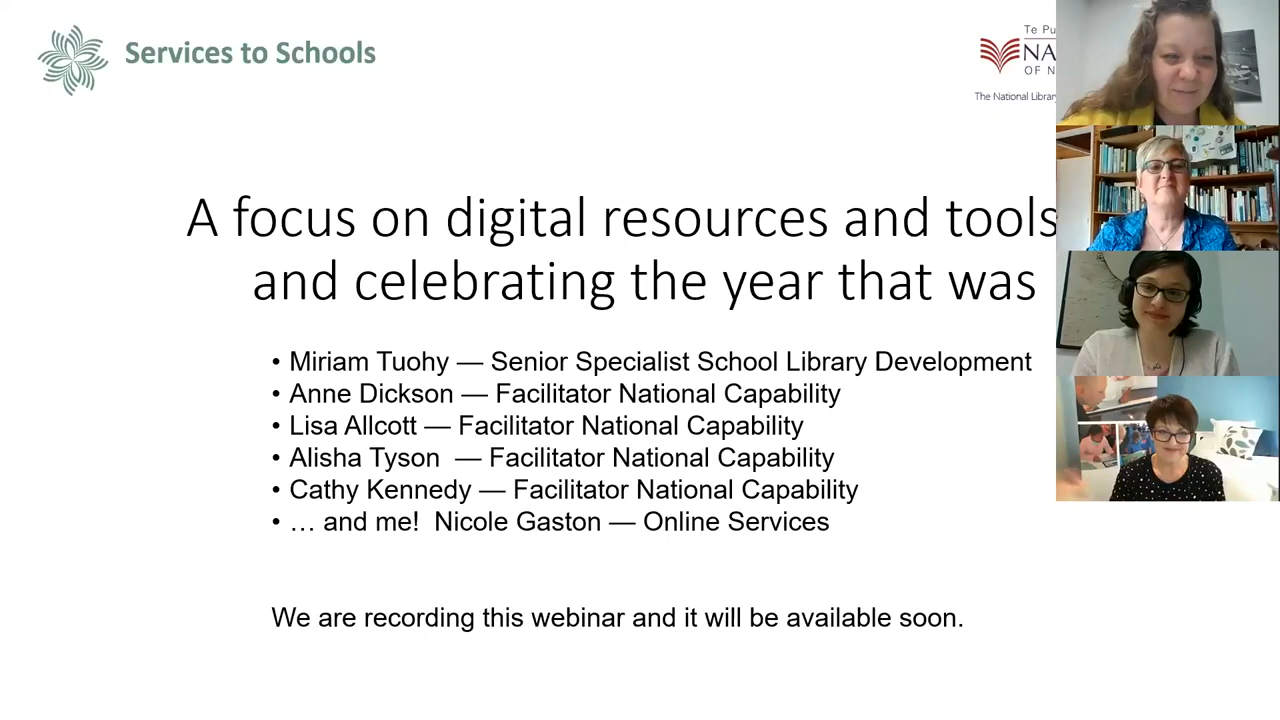 Services to Schools
Te
NA
OF N
The National
A focus on digital resources and tools
and celebrating the year that was
• Miriam Tuohy — Senior Specialist School Library Development
• Anne Dickson — Facilitator National Capability
• Lisa Allcott — Facilitator National Capability
• Alisha Tyson — Facilitator National Capability
• Cathy Kennedy — Facilitator National Capability
• … and me! Nicole Gaston — Online Services
We are recording this webinar and it will be available soon.